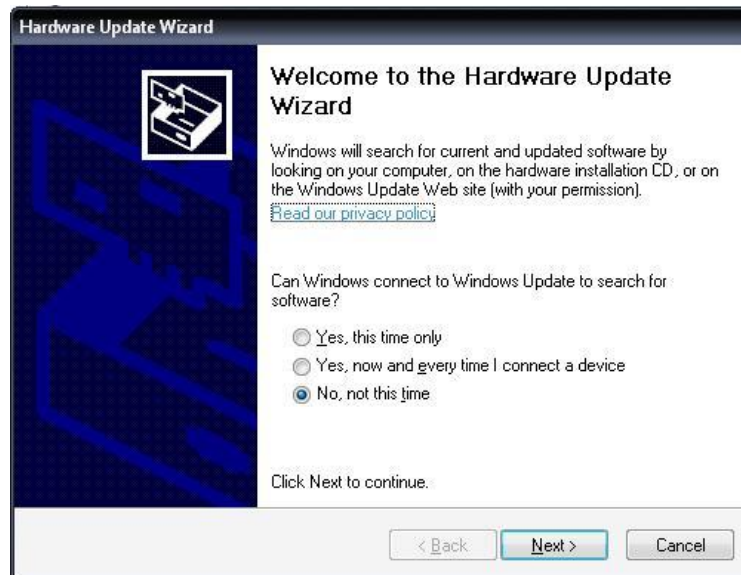 Hardware Update Wizard
Welcome to the Hardware Update
Wizard
Windows will search for current and updated software by
looking on your computer, on the hardware installation CD, or on
the Windows Update Web site (with your permission).
Read our privacy policy
Can Windows connect to Windows Update to search for
software?
Yes, this time only
Yes, now and every time I connect a device
No, not this time
Click Next to continue.
< Back
Next >
Cancel